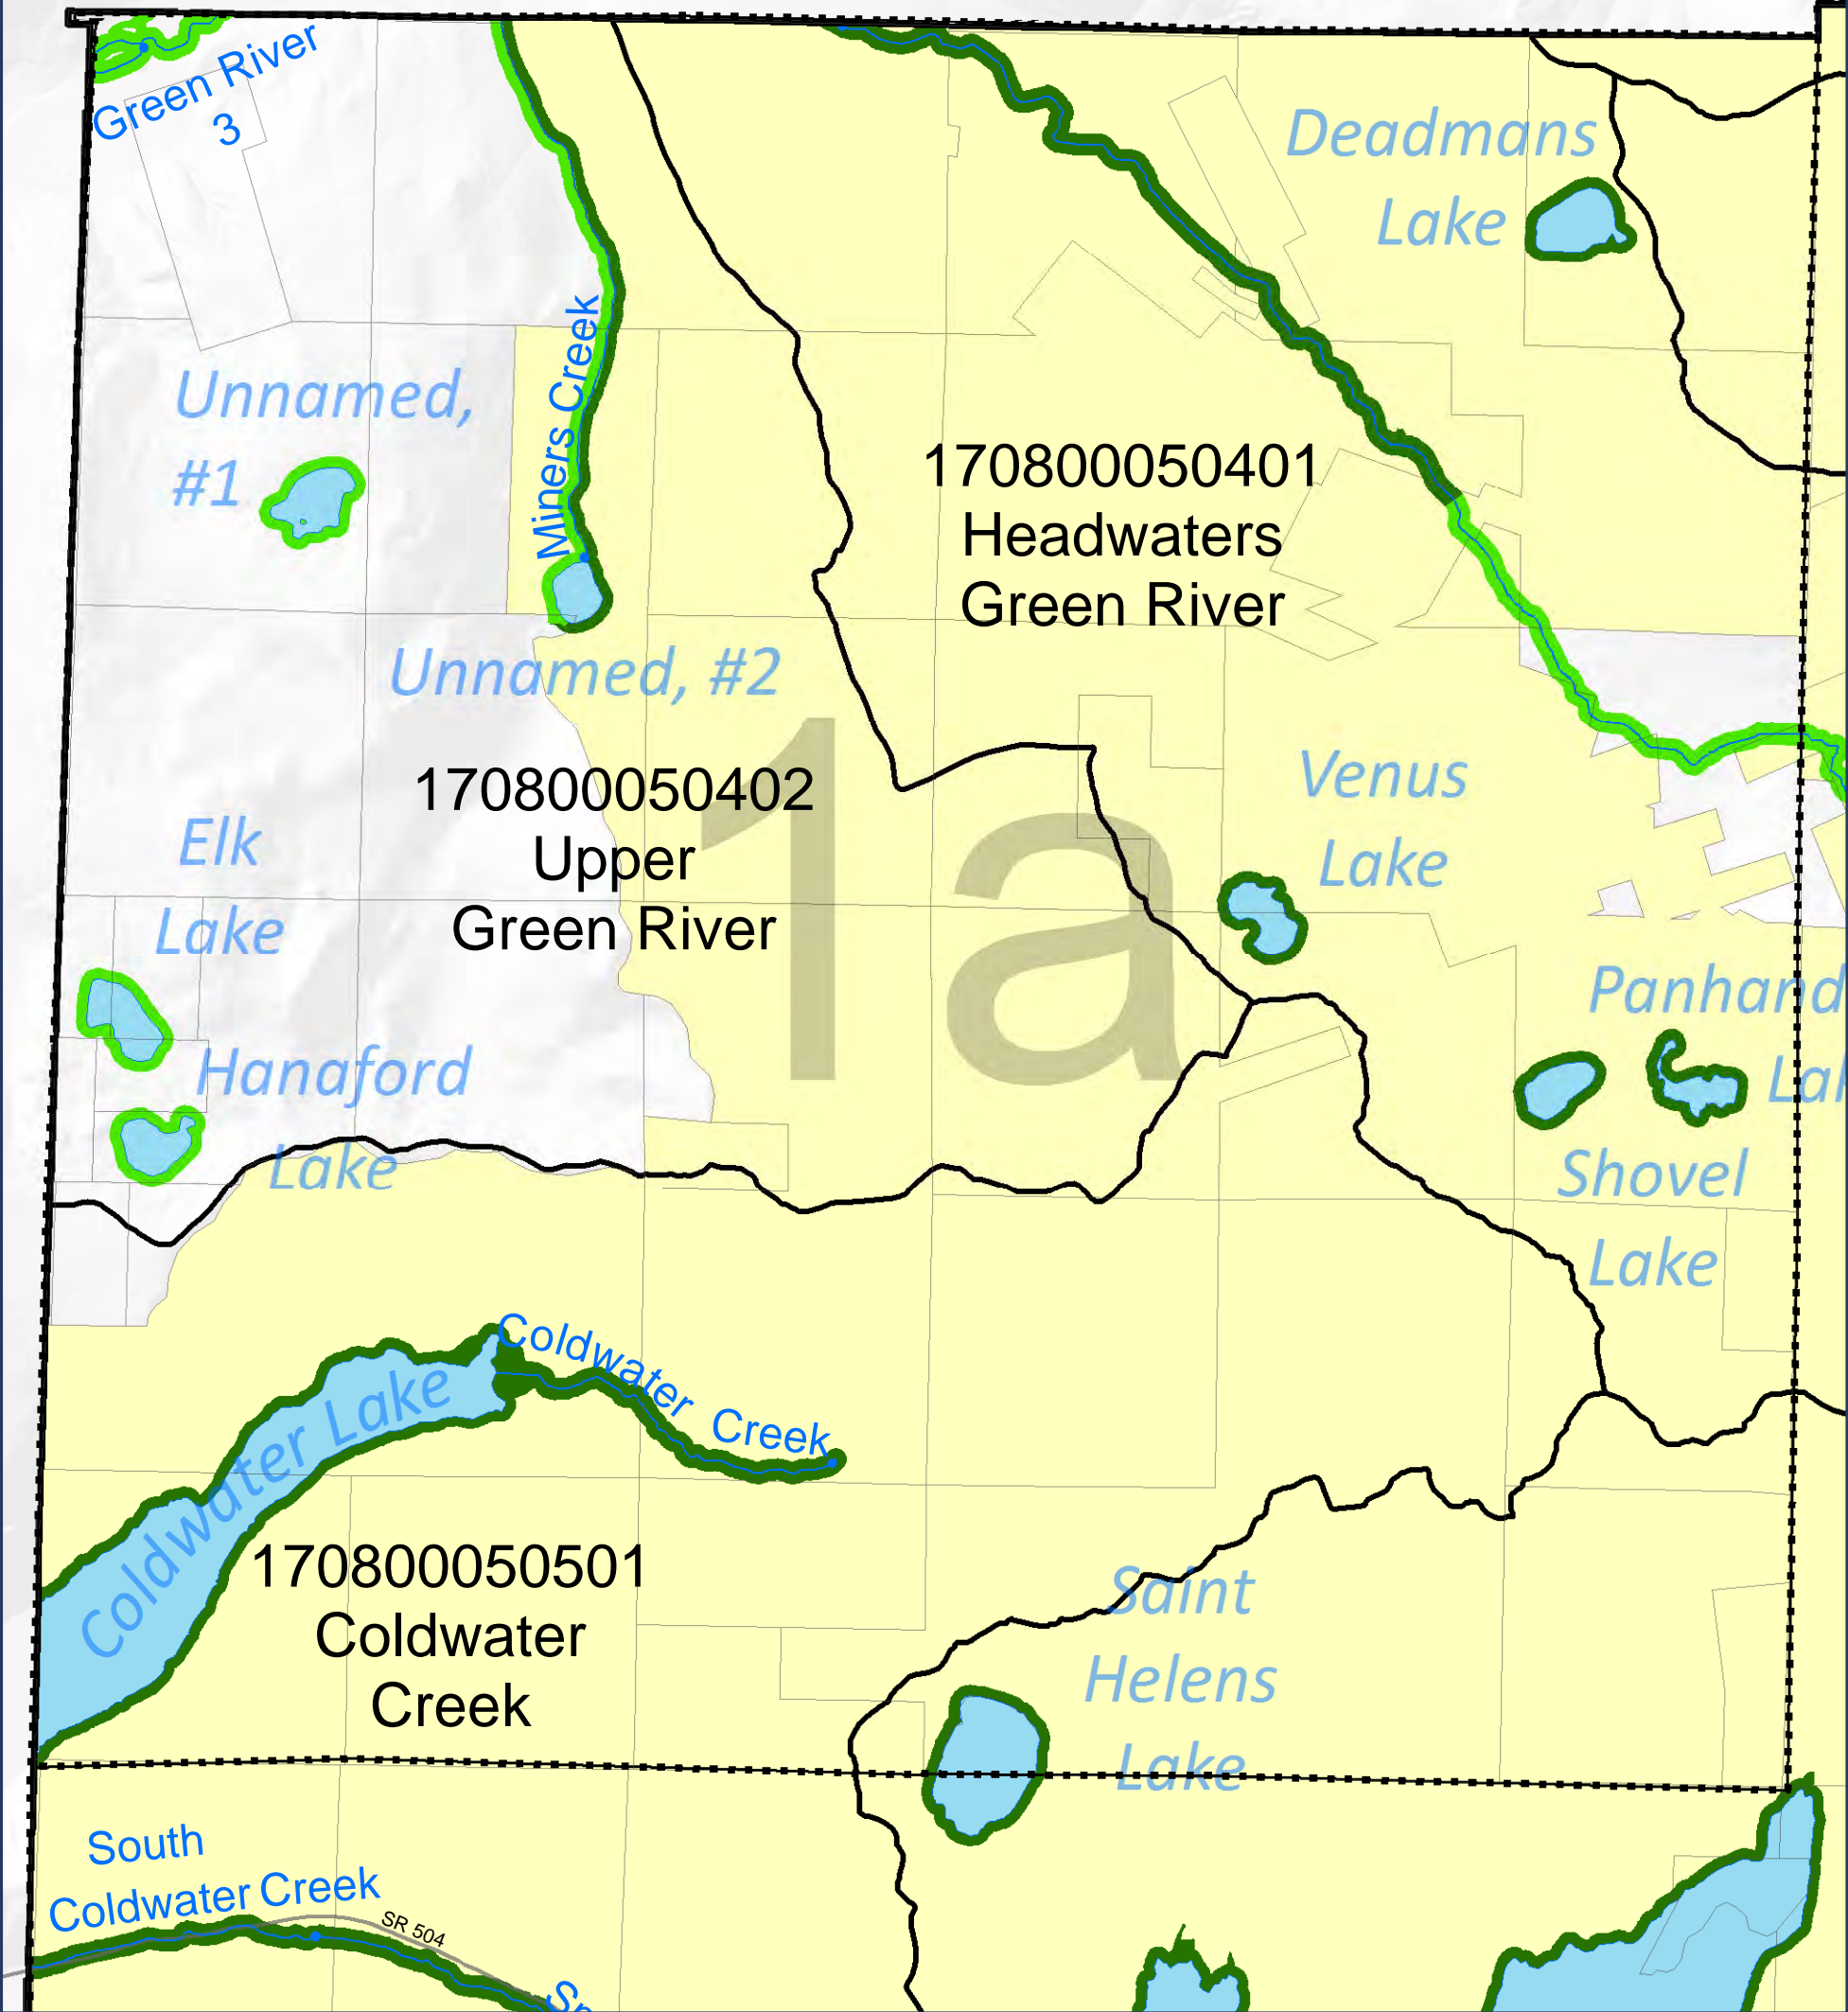 Green River
3
Deadmans
Lake
Miners Creek
Unnamed,
#1
170800050401
Headwaters
Green River
Unnamed, #2
1a
170800050402
Upper
Green River
Venus
Lake
Elk
Lake
Panhand
Lak
Hanaford
Lake
Shovel
Lake
Coldwater Creek
Coldwater Lake
170800050501
Coldwater
Creek
Saint
Helens
Lake
South
Coldwater Creek
SR 504